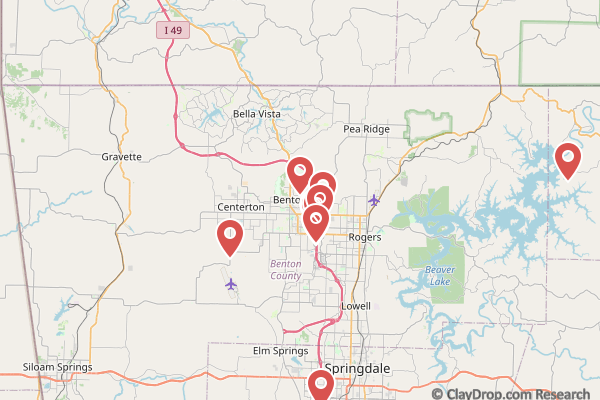 I 49
Bella Vista
Pea Ridge
Gravette
Bento
Centerton
Rogers
Benton
County
Beaver
Lake
Lowell
Elm Springs
Siloam Springs
Springdale
© ClayDrop.com Research